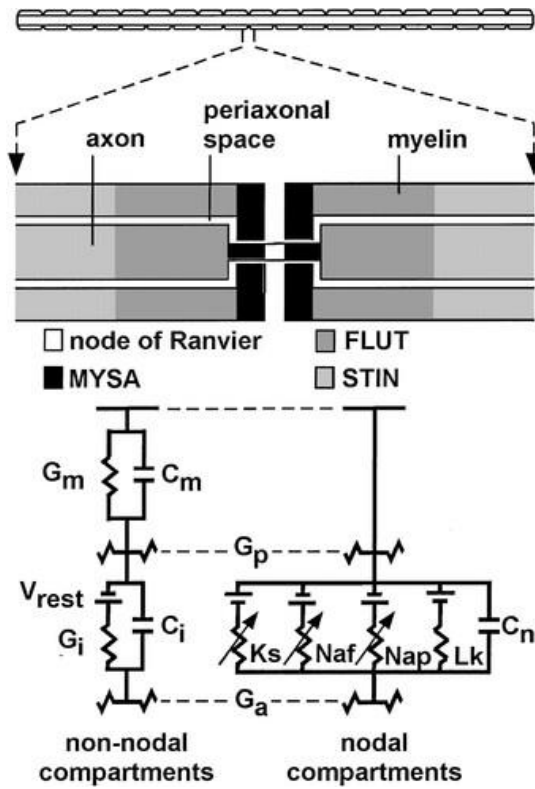 periaxonal
axon space myelin
node of Ranvier FLUT
MYSA STIN
Gm Cm
Gp
Vrest
Gi Ci Ks Naf Nap Lk Cn
Ga
non-nodal nodal
compartments compartments